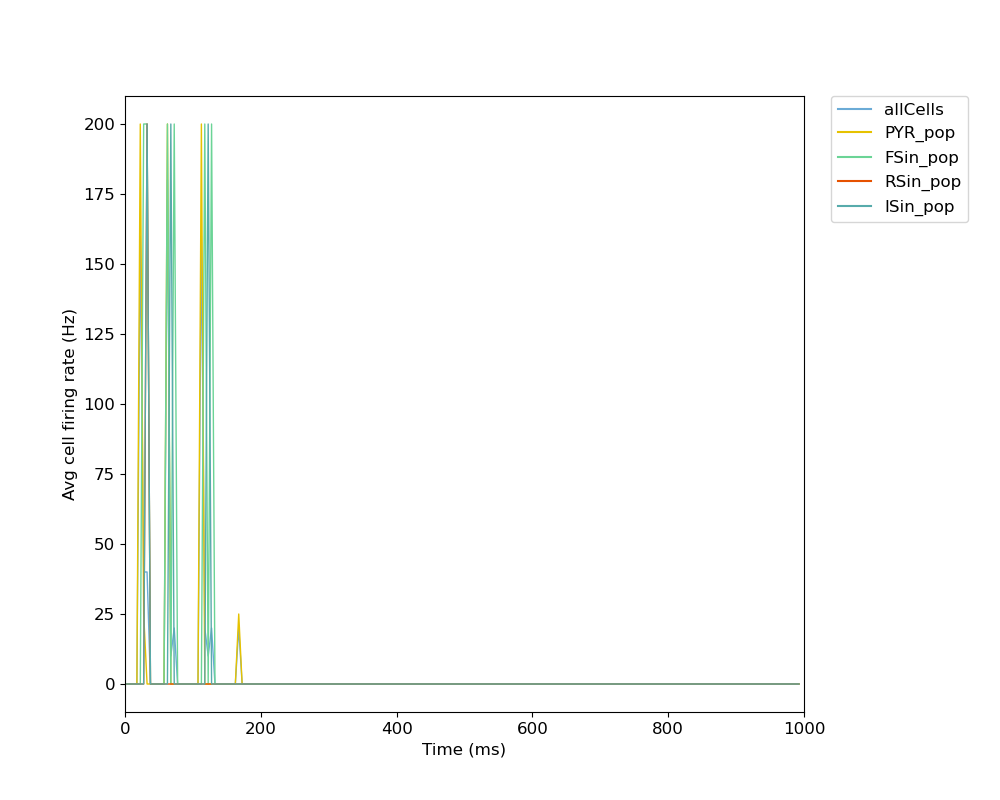 allCells
PYR_pop
FSin_pop
RSin_pop
ISin_pop
200
175
150
125
100
75
50
25
0
Avg cell firing rate (Hz)
0 200 400 600 800 1000
Time (ms)